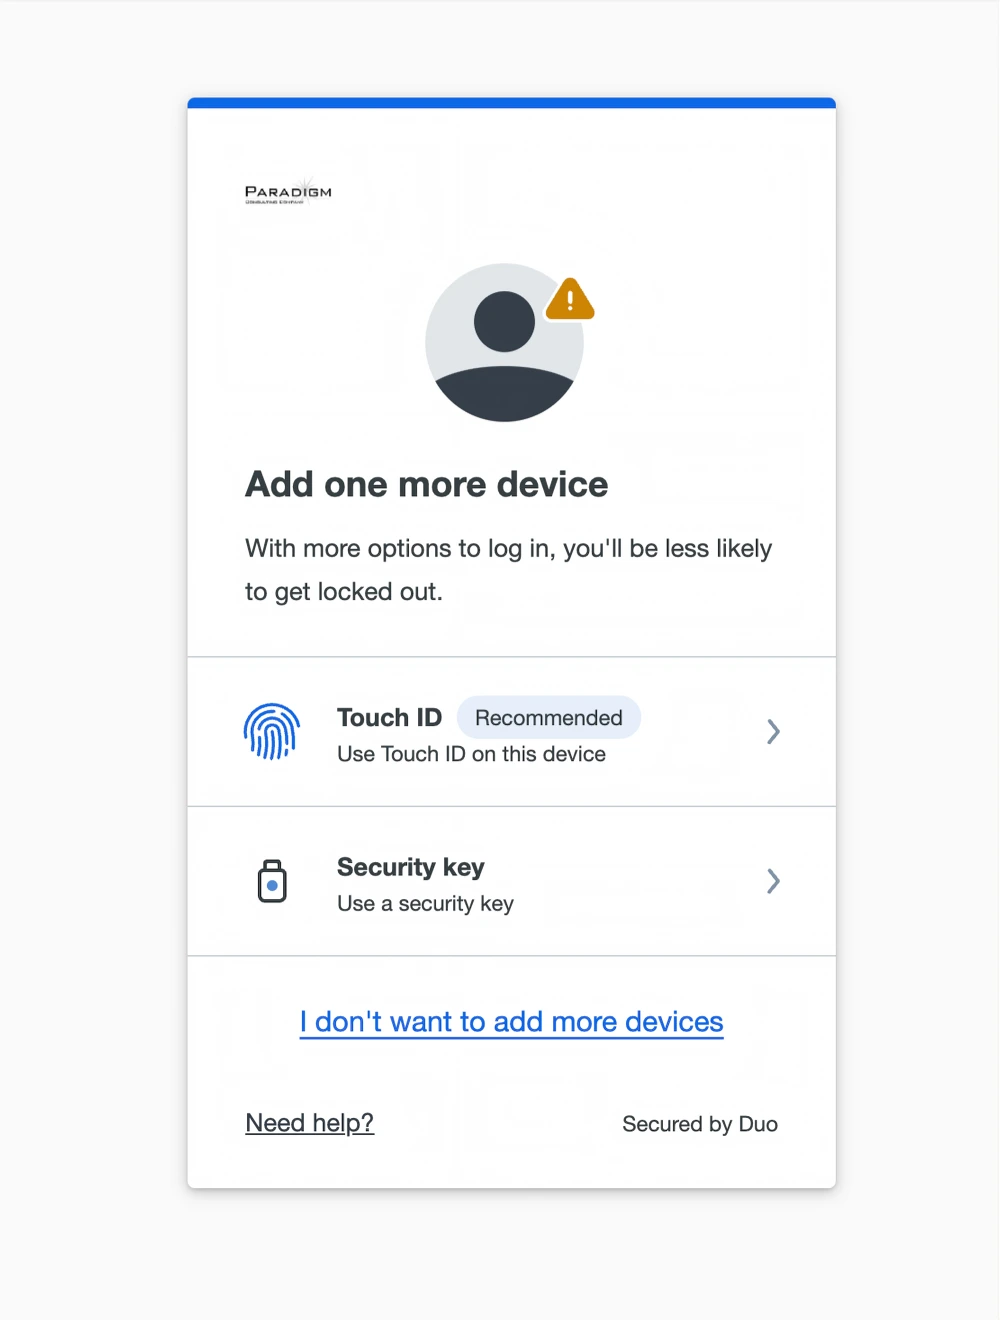 PARADIGM
CONSULTING COMPANY
Add one more device
With more options to log in, you'll be less likely
to get locked out.
Touch ID Recommended
Use Touch ID on this device
Security key
Use a security key
I don't want to add more devices
Need help? Secured by Duo